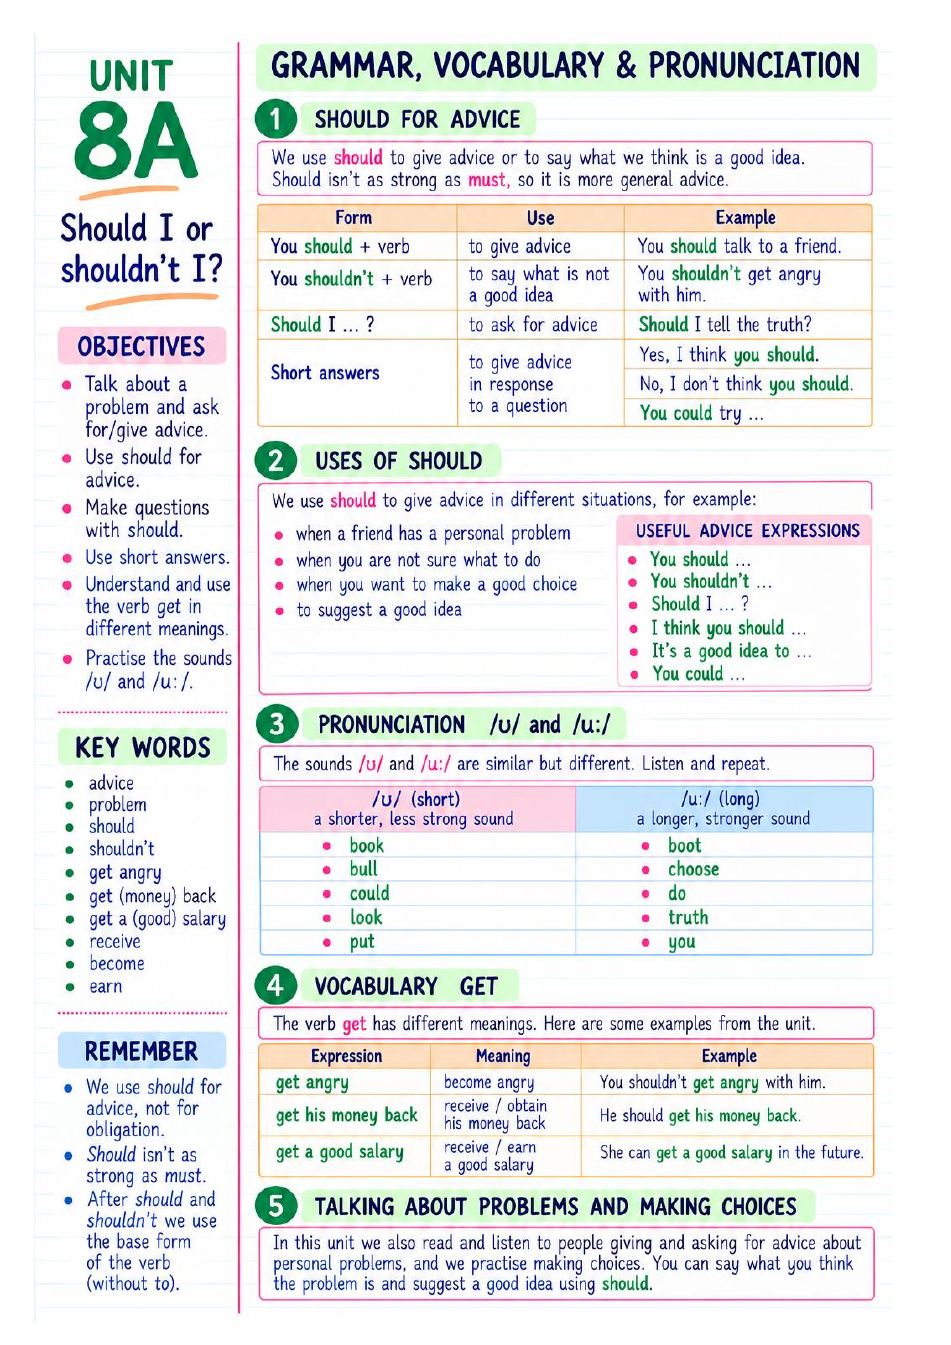 UNIT
8A
Should I or
shouldn't I?
OBJECTIVES
• Talk about a
problem and ask
for/give advice.
• Use should for
advice.
• Make questions
with should.
• Use short answers.
• Understand and use
the verb get in
different meanings.
• Practise the sounds
/ʊ/ and /u:/.
KEY WORDS
• advice
• problem
• should
• shouldn't
• get angry
• get (money) back
• get a (good) salary
• receive
• become
• earn
REMEMBER
• We use should for
advice, not for
obligation.
• Should isn't as
strong as must.
• After should and
shouldn't we use
the base form
of the verb
(without to).
GRAMMAR, VOCABULARY & PRONUNCIATION
1 SHOULD FOR ADVICE
We use should to give advice or to say what we think is a good idea.
Should isn't as strong as must, so it is more general advice.
Form Use Example
You should + verb to give advice You should talk to a friend.
You shouldn't + verb to say what is not You shouldn't get angry
a good idea with him.
Should I ... ? to ask for advice Should I tell the truth?
Short answers to give advice Yes, I think you should.
in response No, I don't think you should.
to a question You could try ...
2 USES OF SHOULD
We use should to give advice in different situations, for example:
• when a friend has a personal problem
• when you are not sure what to do
• when you want to make a good choice
• to suggest a good idea
USEFUL ADVICE EXPRESSIONS
• You should ...
• You shouldn't ...
• Should I ... ?
• I think you should ...
• It's a good idea to ...
• You could ...
3 PRONUNCIATION /ʊ/ and /u:/
The sounds /ʊ/ and /u:/ are similar but different. Listen and repeat.
/ʊ/ (short) /u:/ (long)
a shorter, less strong sound a longer, stronger sound
• book • boot
• bull • choose
• could • do
• look • truth
• put • you
4 VOCABULARY GET
The verb get has different meanings. Here are some examples from the unit.
Expression Meaning Example
get angry become angry You shouldn't get angry with him.
get his money back receive / obtain He should get his money back.
his money back
get a good salary receive / earn She can get a good salary in the future.
a good salary
5 TALKING ABOUT PROBLEMS AND MAKING CHOICES
In this unit we also read and listen to people giving and asking for advice about
personal problems, and we practise making choices. You can say what you think
the problem is and suggest a good idea using should.